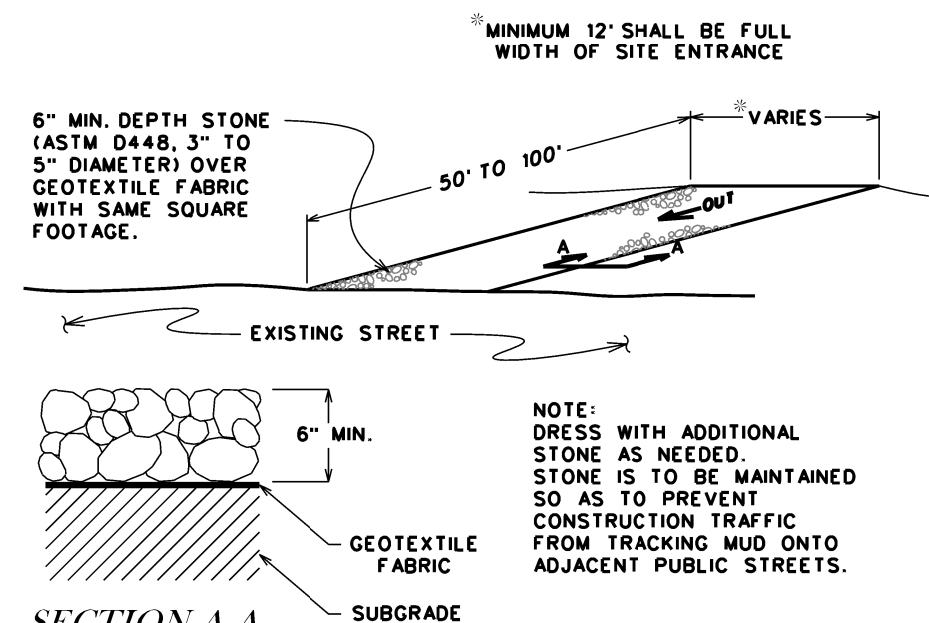 *MINIMUM 12' SHALL BE FULL
WIDTH OF SITE ENTRANCE
6" MIN. DEPTH STONE
(ASTM D448, 3" TO
5" DIAMETER) OVER
GEOTEXTILE FABRIC
WITH SAME SQUARE
FOOTAGE.
50' TO 100'
*VARIES
OUT
A
A
EXISTING STREET
6" MIN.
GEOTEXTILE
FABRIC
SUBGRADE
NOTE:
DRESS WITH ADDITIONAL
STONE AS NEEDED.
STONE IS TO BE MAINTAINED
SO AS TO PREVENT
CONSTRUCTION TRAFFIC
FROM TRACKING MUD ONTO
ADJACENT PUBLIC STREETS.
SECTION A-A